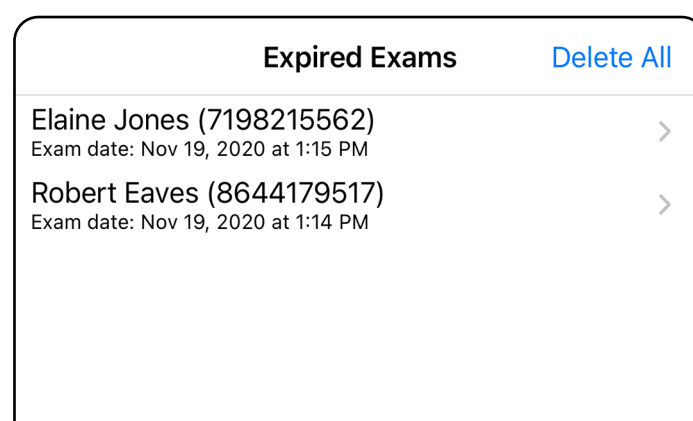 Expired Exams
Delete All
Elaine Jones (7198215562)
Exam date: Nov 19, 2020 at 1:15 PM
Robert Eaves (8644179517)
Exam date: Nov 19, 2020 at 1:14 PM